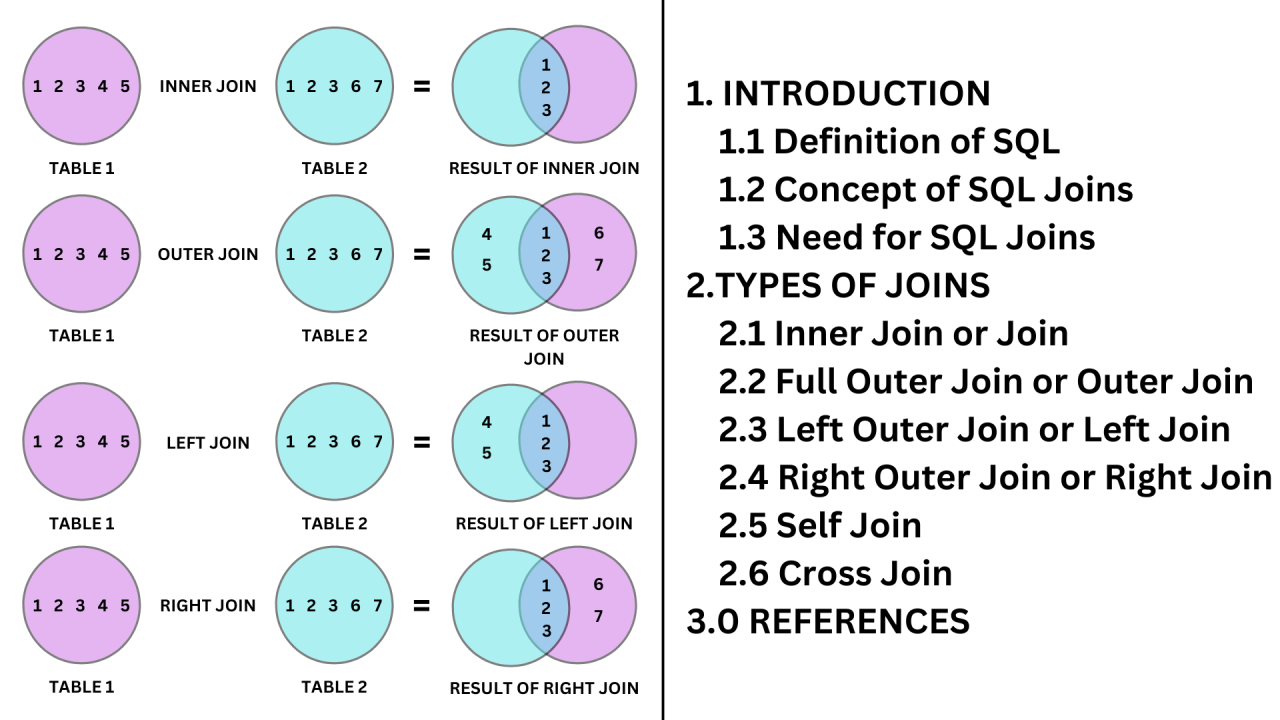 1 2 3 4 5 INNER JOIN 1 2 3 6 7 =
1
2
3
TABLE 1 TABLE 2 RESULT OF INNER JOIN
1 2 3 4 5 OUTER JOIN 1 2 3 6 7 =
4 1 6
2
5 3 7
TABLE 1 TABLE 2 RESULT OF OUTER
JOIN
1 2 3 4 5 LEFT JOIN 1 2 3 6 7 =
4 1
2
5 3
TABLE 1 TABLE 2 RESULT OF LEFT JOIN
1 2 3 4 5 RIGHT JOIN 1 2 3 6 7 =
1 6
2 7
3
TABLE 1 TABLE 2 RESULT OF RIGHT JOIN
1. INTRODUCTION
1.1 Definition of SQL
1.2 Concept of SQL Joins
1.3 Need for SQL Joins
2.TYPES OF JOINS
2.1 Inner Join or Join
2.2 Full Outer Join or Outer Join
2.3 Left Outer Join or Left Join
2.4 Right Outer Join or Right Join
2.5 Self Join
2.6 Cross Join
3.0 REFERENCES